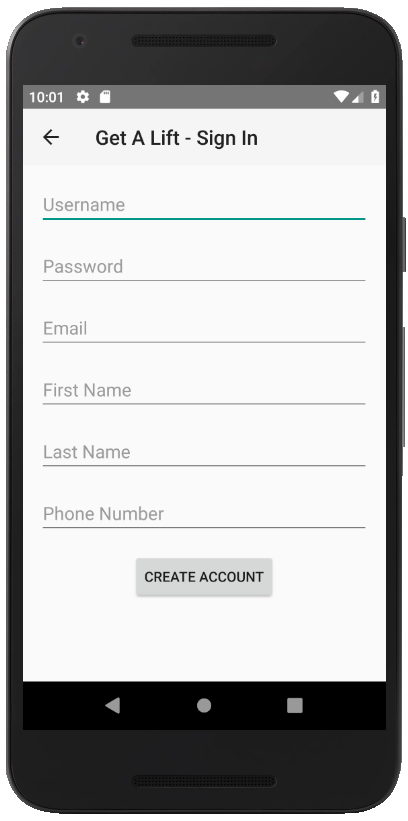 10:01
Get A Lift - Sign In
Username
Password
Email
First Name
Last Name
Phone Number
CREATE ACCOUNT